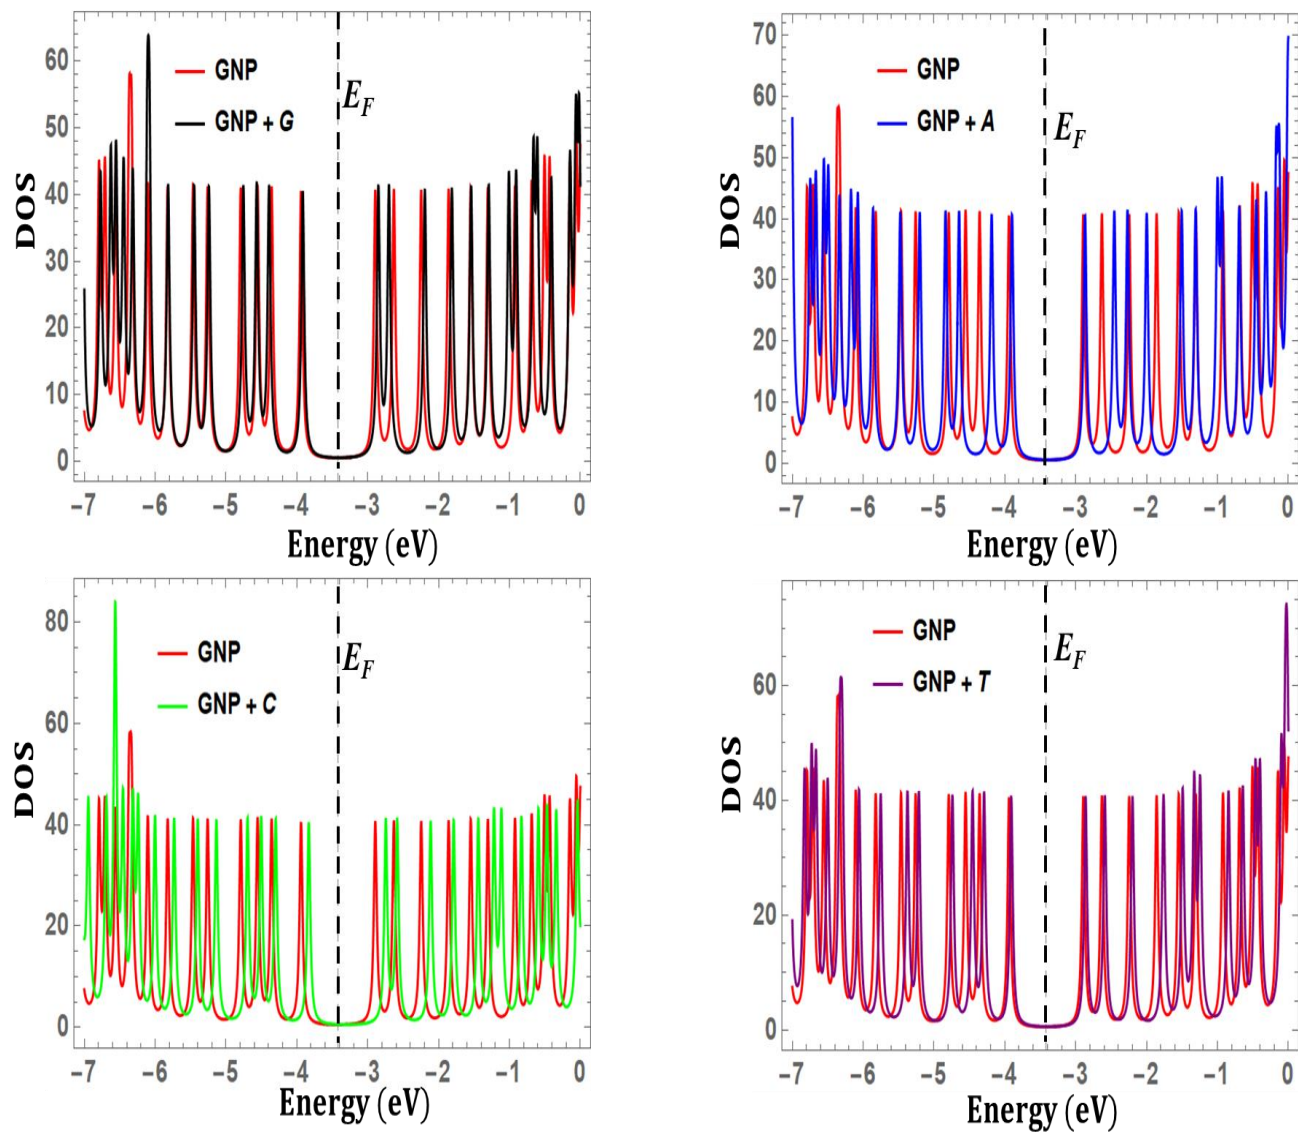 GNP
GNP + G
E_F
DOS
60
50
40
30
20
10
0
−7 −6 −5 −4 −3 −2 −1 0
Energy (eV)
GNP
GNP + A
E_F
DOS
70
60
50
40
30
20
10
0
−7 −6 −5 −4 −3 −2 −1 0
Energy (eV)
GNP
GNP + C
E_F
DOS
80
60
40
20
0
−7 −6 −5 −4 −3 −2 −1 0
Energy (eV)
GNP
GNP + T
E_F
DOS
60
40
20
0
−7 −6 −5 −4 −3 −2 −1 0
Energy (eV)